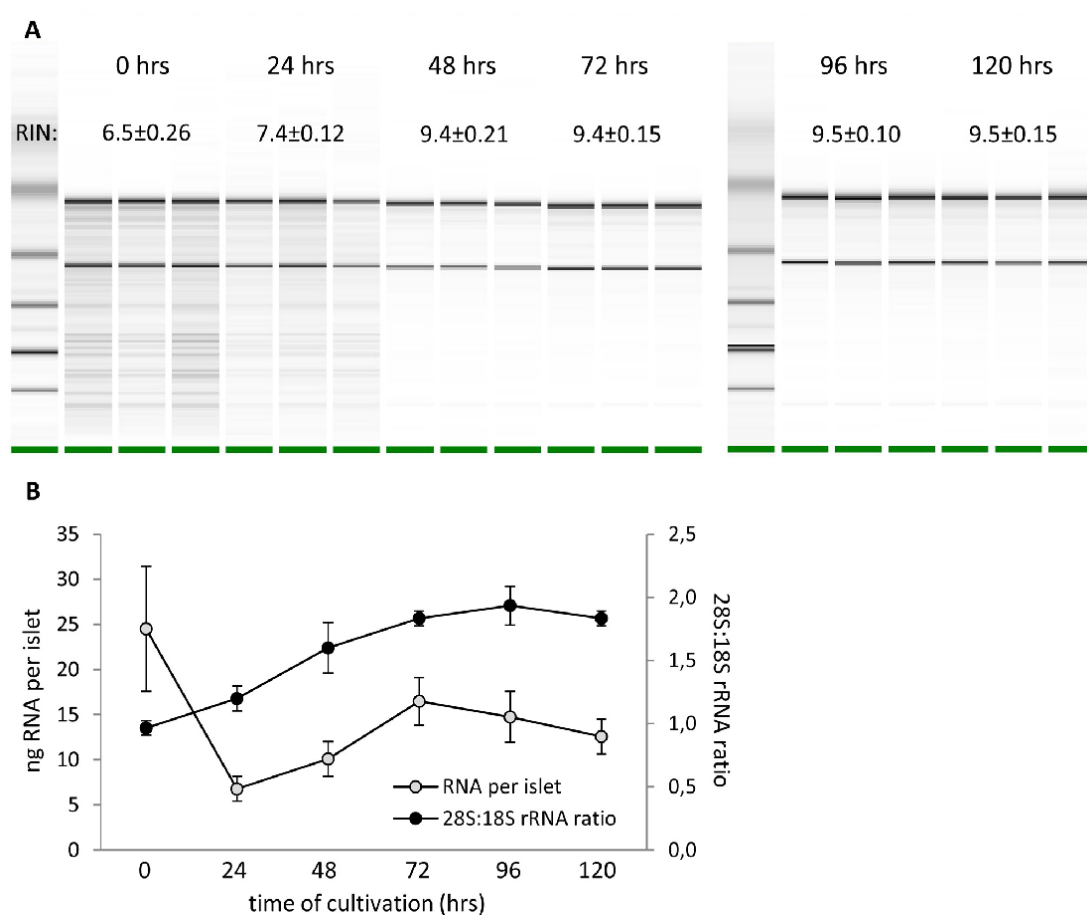 A
0 hrs 24 hrs 48 hrs 72 hrs 96 hrs 120 hrs
RIN: 6.5±0.26 7.4±0.12 9.4±0.21 9.4±0.15 9.5±0.10 9.5±0.15
B
35 2,5
30
25 2,0
20 1,5
15 1,0
10
5 0,5
0 0,0
ng RNA per islet
28S:18S rRNA ratio
RNA per islet
28S:18S rRNA ratio
0 24 48 72 96 120
time of cultivation (hrs)